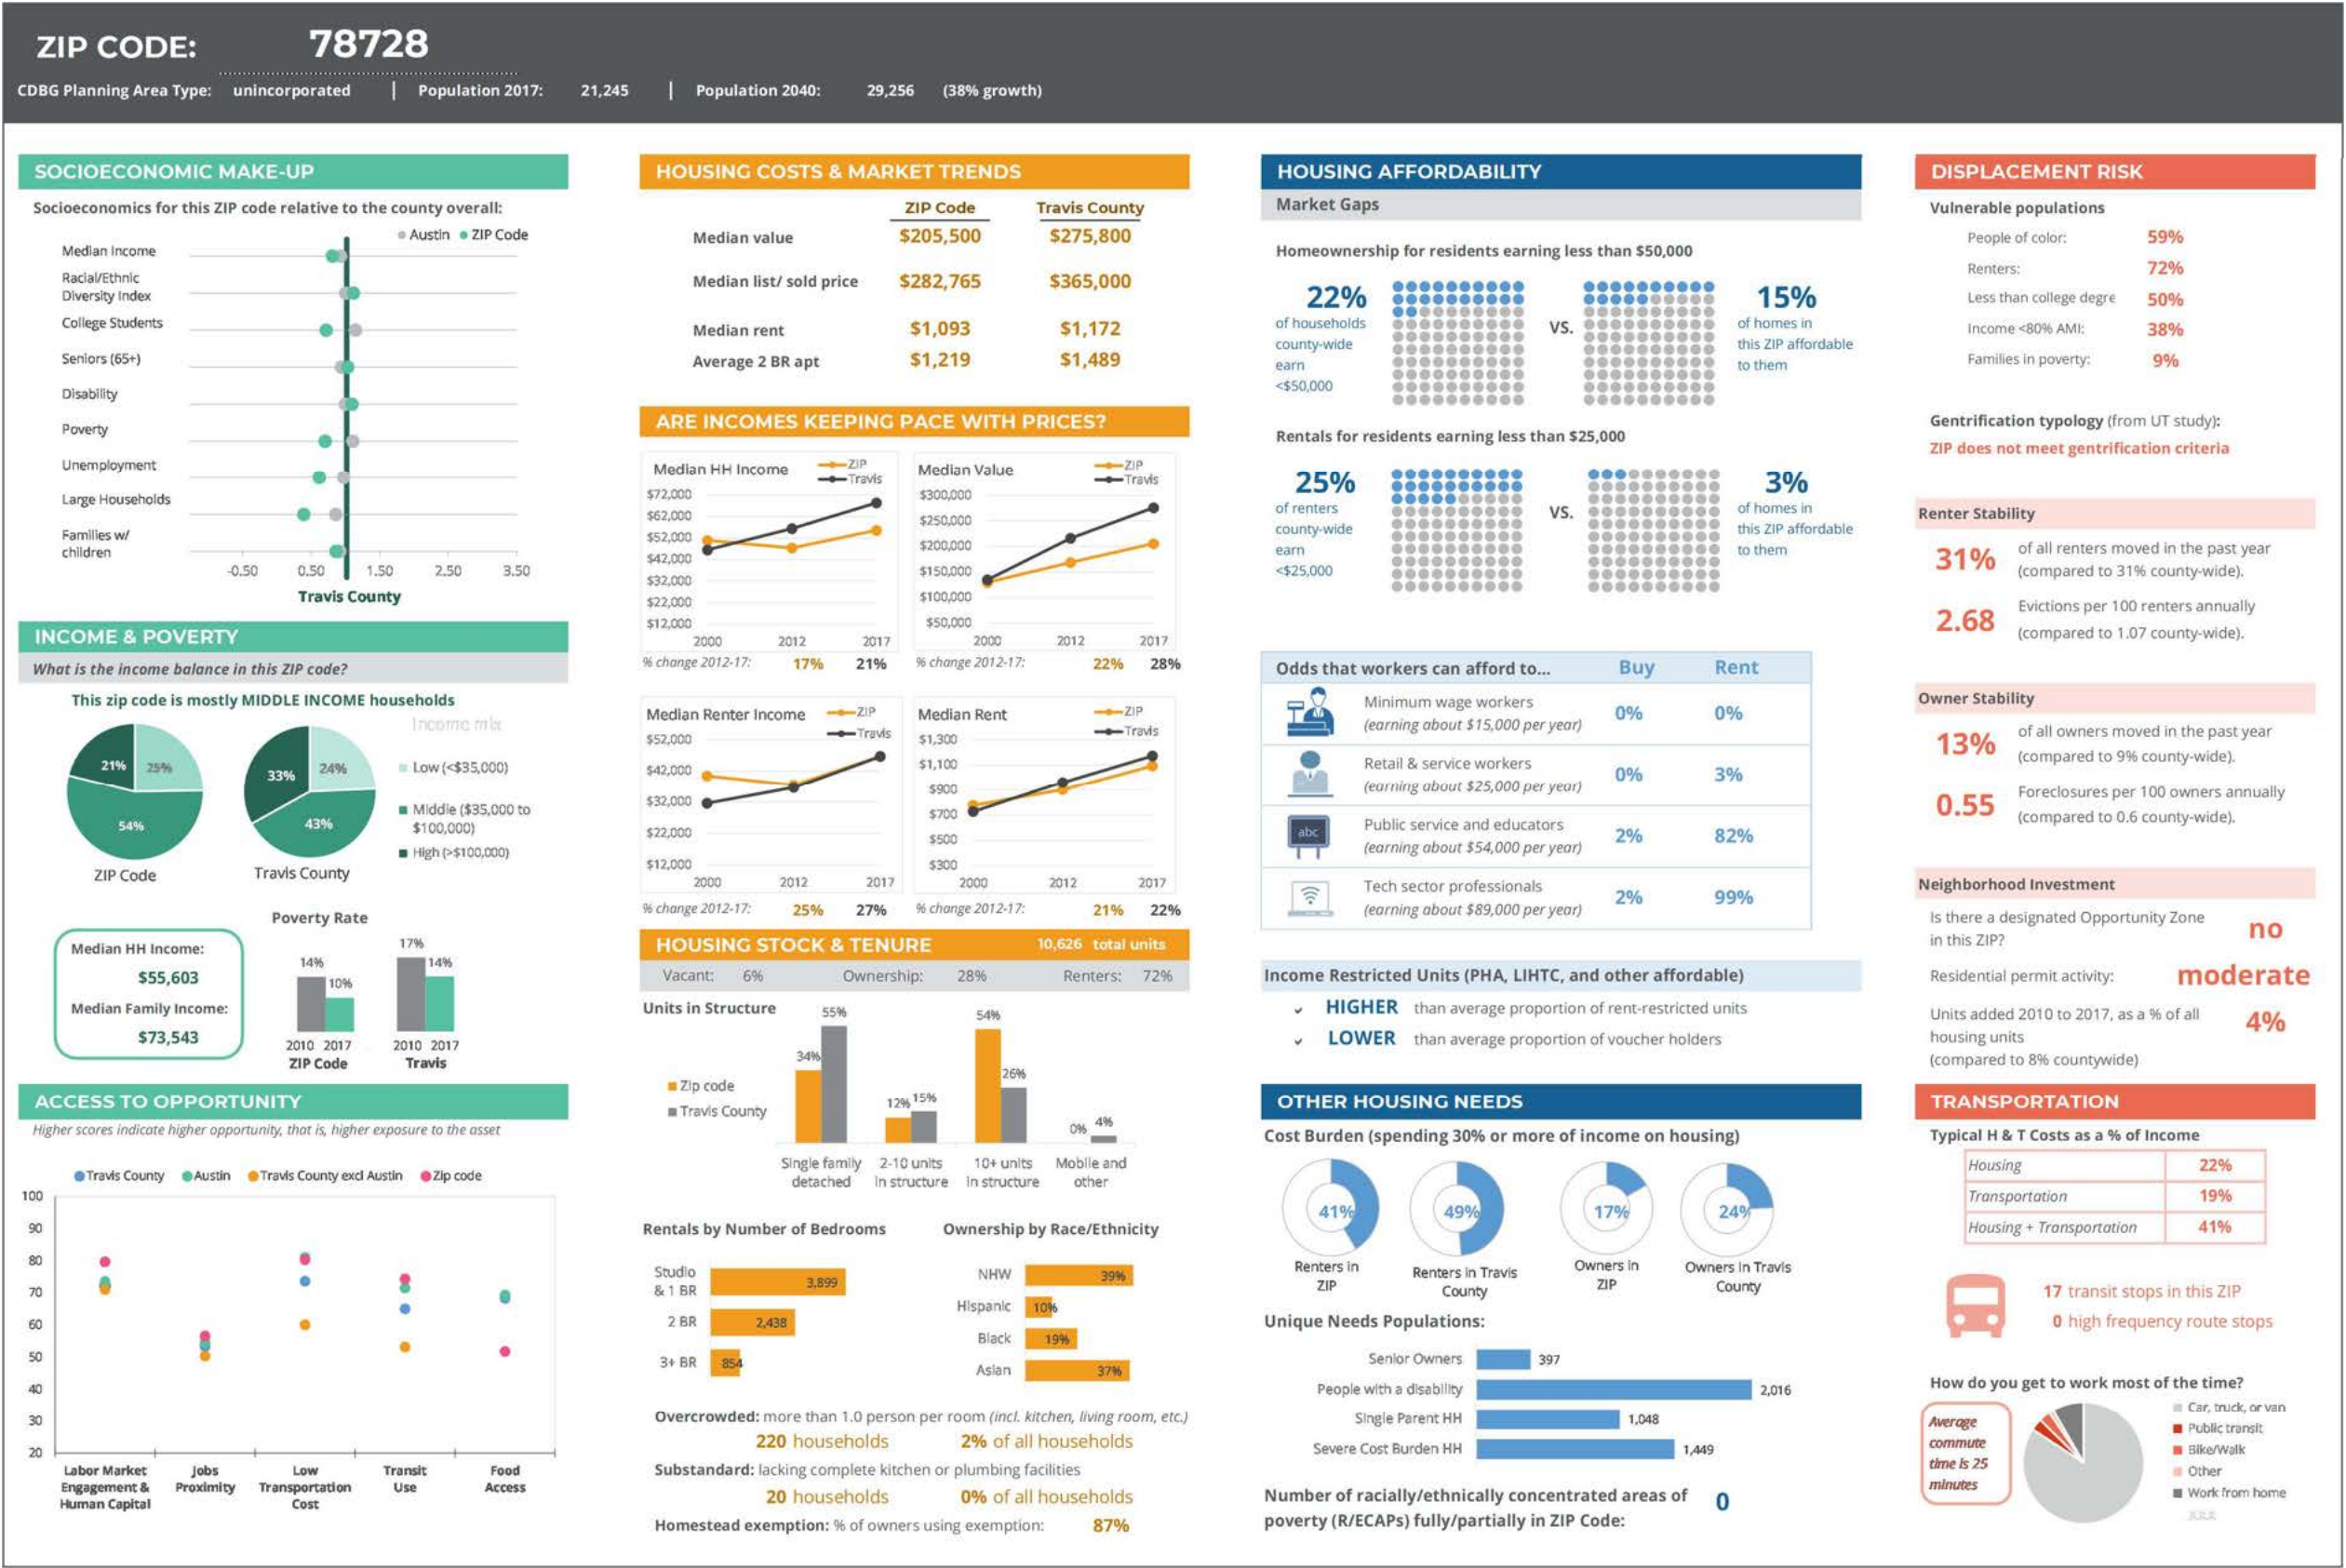 ZIP CODE: 78728
CDBG Planning Area Type: unincorporated | Population 2017: 21,245 | Population 2040: 29,256 (38% growth)
SOCIOECONOMIC MAKE-UP
Socioeconomics for this ZIP code relative to the county overall:
Austin ZIP Code
Median Income
Racial/Ethnic
Diversity Index
College Students
Seniors (65+)
Disability
Poverty
Unemployment
Large Households
Families w/
children
-0.50 0.50 1.50 2.50 3.50
Travis County
INCOME & POVERTY
What is the income balance in this ZIP code?
This zip code is mostly MIDDLE INCOME households
Income mix
21% 25%
54%
ZIP Code
33% 24%
43%
Travis County
Low (<$35,000)
Middle ($35,000 to
$100,000)
High (>$100,000)
Median HH Income:
$55,603
Median Family Income:
$73,543
Poverty Rate
14% 10% 17% 14%
2010 2017 2010 2017
ZIP Code Travis
ACCESS TO OPPORTUNITY
Higher scores indicate higher opportunity, that is, higher exposure to the asset
Travis County Austin Travis County excl Austin Zip code
100
90
80
70
60
50
40
30
20
Labor Market
Engagement &
Human Capital
Jobs
Proximity
Low
Transportation
Cost
Transit
Use
Food
Access
HOUSING COSTS & MARKET TRENDS
ZIP Code Travis County
Median value $205,500 $275,800
Median list/ sold price $282,765 $365,000
Median rent $1,093 $1,172
Average 2 BR apt $1,219 $1,489
ARE INCOMES KEEPING PACE WITH PRICES?
Median HH Income
ZIP
Travis
$72,000
$62,000
$52,000
$42,000
$32,000
$22,000
$12,000
2000 2012 2017
% change 2012-17: 17% 21%
Median Value
ZIP
Travis
$300,000
$250,000
$200,000
$150,000
$100,000
$50,000
2000 2012 2017
% change 2012-17: 22% 28%
Median Renter Income
ZIP
Travis
$52,000
$42,000
$32,000
$22,000
$12,000
2000 2012 2017
% change 2012-17: 25% 27%
Median Rent
ZIP
Travis
$1,300
$1,100
$900
$700
$500
$300
2000 2012 2017
% change 2012-17: 21% 22%
HOUSING STOCK & TENURE 10,626 total units
Vacant: 6% Ownership: 28% Renters: 72%
Units in Structure
Zip code
Travis County
34% 55%
12% 15%
54% 26%
0% 4%
Single family
detached
2-10 units
in structure
10+ units
in structure
Mobile and
other
Rentals by Number of Bedrooms
Studio
& 1 BR
3,899
2 BR 2,438
3+ BR 854
Ownership by Race/Ethnicity
NHW 39%
Hispanic 10%
Black 19%
Asian 37%
Overcrowded: more than 1.0 person per room (incl. kitchen, living room, etc.)
220 households 2% of all households
Substandard: lacking complete kitchen or plumbing facilities
20 households 0% of all households
Homestead exemption: % of owners using exemption: 87%
HOUSING AFFORDABILITY
Market Gaps
Homeownership for residents earning less than $50,000
22%
of households
county-wide
earn
<$50,000
VS.
15%
of homes in
this ZIP affordable
to them
Rentals for residents earning less than $25,000
25%
of renters
county-wide
earn
<$25,000
VS.
3%
of homes in
this ZIP affordable
to them
Odds that workers can afford to... Buy Rent
Minimum wage workers
(earning about $15,000 per year)
0% 0%
Retail & service workers
(earning about $25,000 per year)
0% 3%
abc
Public service and educators
(earning about $54,000 per year)
2% 82%
Tech sector professionals
(earning about $89,000 per year)
2% 99%
Income Restricted Units (PHA, LIHTC, and other affordable)
HIGHER than average proportion of rent-restricted units
LOWER than average proportion of voucher holders
OTHER HOUSING NEEDS
Cost Burden (spending 30% or more of income on housing)
41% 49% 17% 24%
Renters in
ZIP
Renters in Travis
County
Owners in
ZIP
Owners in Travis
County
Unique Needs Populations:
Senior Owners 397
People with a disability 2,016
Single Parent HH 1,048
Severe Cost Burden HH 1,449
Number of racially/ethnically concentrated areas of 0
poverty (R/ECAPs) fully/partially in ZIP Code:
DISPLACEMENT RISK
Vulnerable populations
People of color: 59%
Renters: 72%
Less than college degre 50%
Income <80% AMI: 38%
Families in poverty: 9%
Gentrification typology (from UT study):
ZIP does not meet gentrification criteria
Renter Stability
31% of all renters moved in the past year
(compared to 31% county-wide).
2.68 Evictions per 100 renters annually
(compared to 1.07 county-wide).
Owner Stability
13% of all owners moved in the past year
(compared to 9% county-wide).
0.55 Foreclosures per 100 owners annually
(compared to 0.6 county-wide).
Neighborhood Investment
Is there a designated Opportunity Zone
in this ZIP?
no
Residential permit activity: moderate
Units added 2010 to 2017, as a % of all
housing units
(compared to 8% countywide)
4%
TRANSPORTATION
Typical H & T Costs as a % of Income
Housing 22%
Transportation 19%
Housing + Transportation 41%
17 transit stops in this ZIP
0 high frequency route stops
How do you get to work most of the time?
Average
commute
time is 25
minutes
Car, truck, or van
Public transit
Bike/Walk
Other
Work from home
xxx